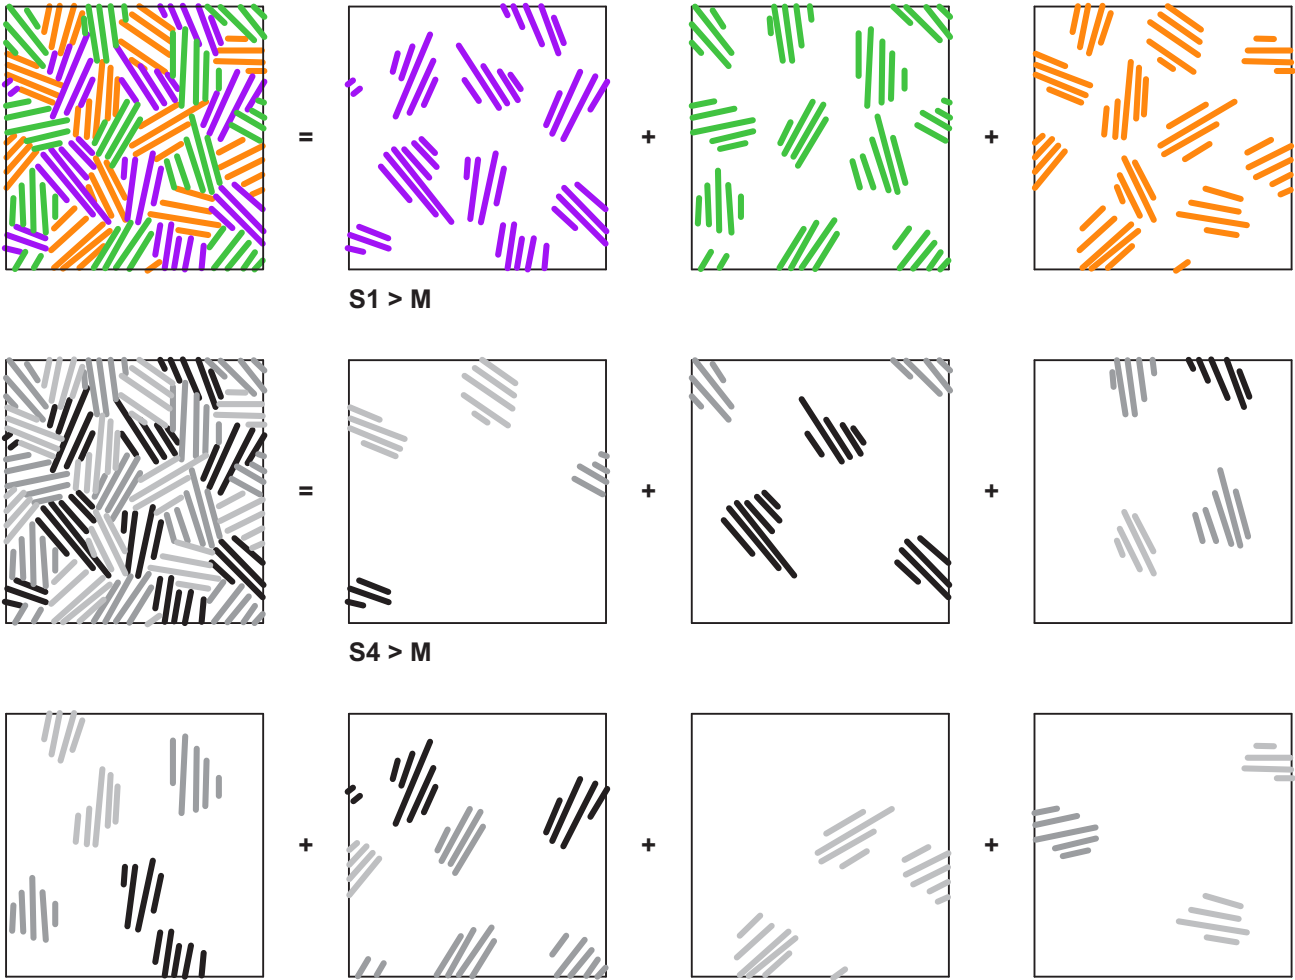 = + +
S1 > M
= + +
S4 > M
+ + +